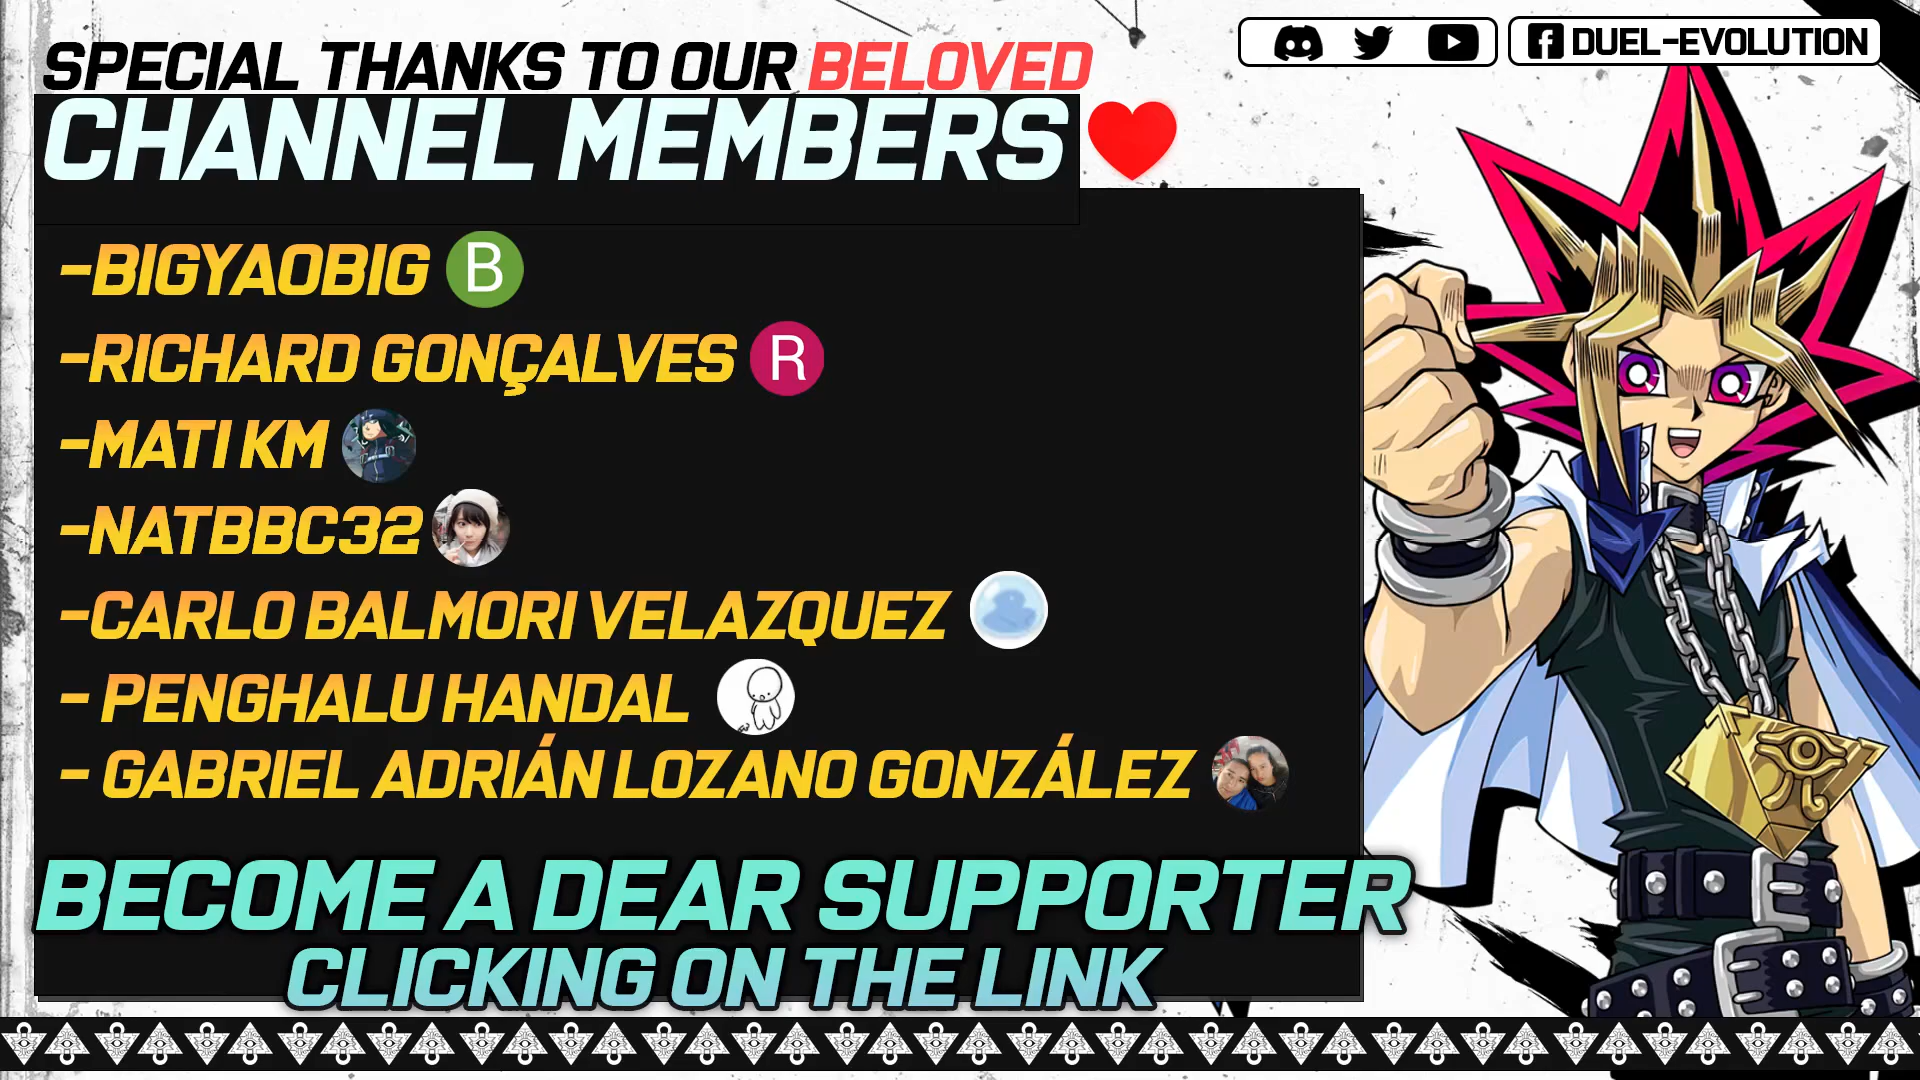 SPECIAL THANKS TO OUR BELOVED
CHANNEL MEMBERS
DUEL-EVOLUTION
-BIGYAOBIG B
-RICHARD GONÇALVES R
-MATI KM
-NATBBC32
-CARLO BALMORI VELAZQUEZ
- PENGHALU HANDAL
- GABRIEL ADRIÁN LOZANO GONZÁLEZ
BECOME A DEAR SUPPORTER
CLICKING ON THE LINK